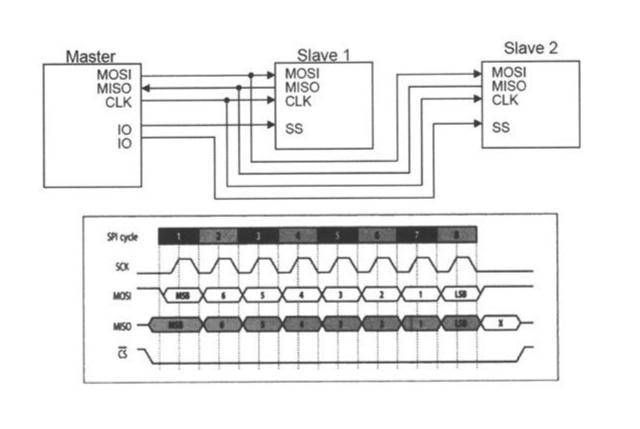 Master
MOSI
MISO
CLK
IO
IO
Slave 1
MOSI
MISO
CLK
SS
Slave 2
MOSI
MISO
CLK
SS
SPI cycle 1 2 3 4 5 6 7 8
SCK
MOSI MSB 6 5 4 3 2 1 LSB
MISO MSB 6 5 4 3 2 1 LSB X
CS